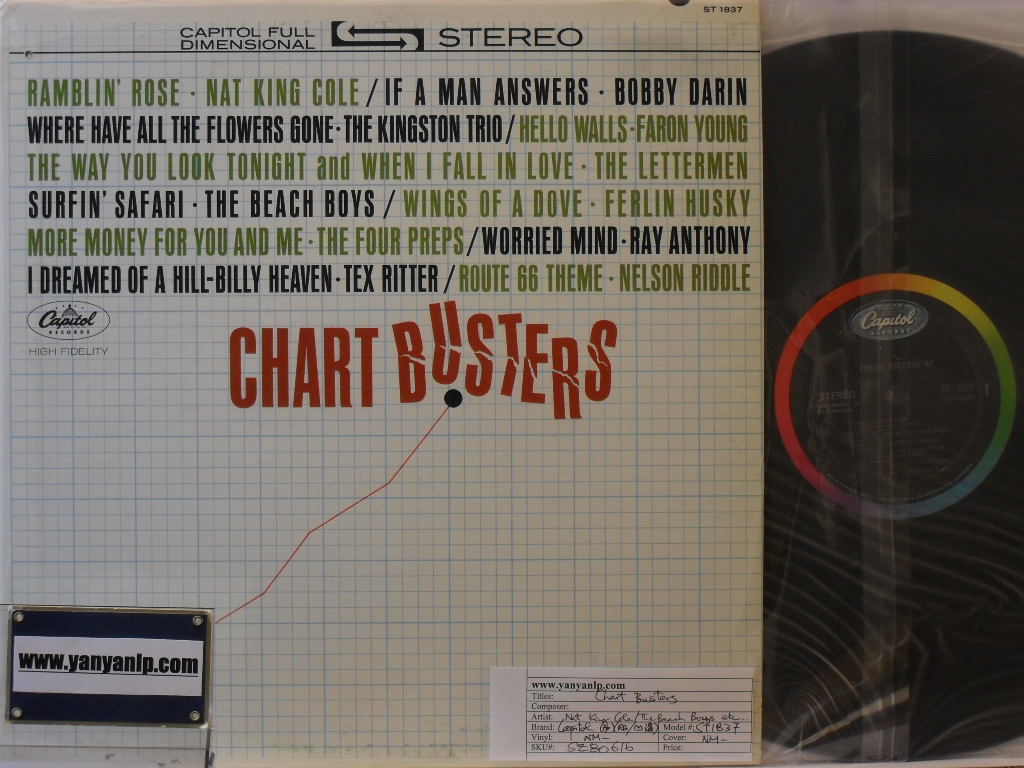 ST 1837
CAPITOL FULL
DIMENSIONAL
STEREO
RAMBLIN' ROSE · NAT KING COLE / IF A MAN ANSWERS · BOBBY DARIN
WHERE HAVE ALL THE FLOWERS GONE · THE KINGSTON TRIO / HELLO WALLS · FARON YOUNG
THE WAY YOU LOOK TONIGHT and WHEN I FALL IN LOVE · THE LETTERMEN
SURFIN' SAFARI · THE BEACH BOYS / WINGS OF A DOVE · FERLIN HUSKY
MORE MONEY FOR YOU AND ME · THE FOUR PREPS / WORRIED MIND · RAY ANTHONY
I DREAMED OF A HILL-BILLY HEAVEN · TEX RITTER / ROUTE 66 THEME · NELSON RIDDLE
Capitol
RECORDS
HIGH FIDELITY
CHART BUSTERS
Capitol
RECORDS
STEREO
www.yanyanlp.com
www.yanyanlp.com
Titles: Chart Busters
Composer:
Artist: Nat King Cole/The Beach Boys etc...
Brand: Capitol Model #: ST1837
Vinyl: NM- Cover: NM-
SKU#: Price: